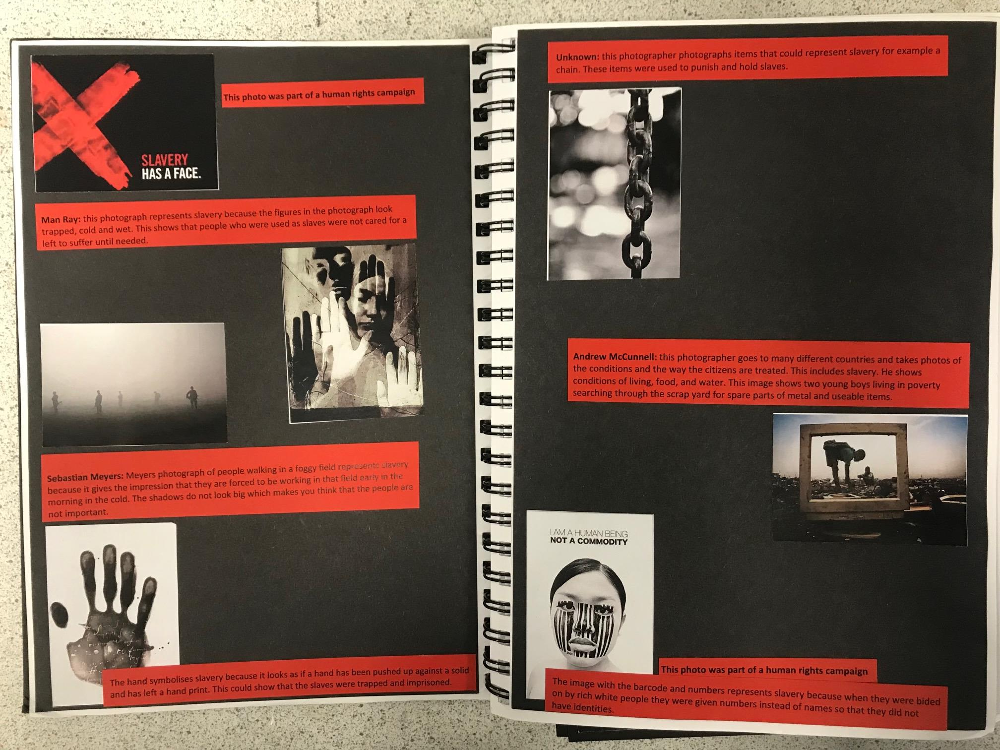 This photo was part of a human rights campaign
SLAVERY
HAS A FACE.
Man Ray: this photograph represents slavery because the figures in the photograph look
trapped, cold and wet. This shows that people who were used as slaves were not cared for a
left to suffer until needed.
Sebastian Meyers: Meyers photograph of people walking in a foggy field represents slavery
because it gives the impression that they are forced to be working in that field early in the
morning in the cold. The shadows do not look big which makes you think that the people are
not important.
The hand symbolises slavery because it looks as if a hand has been pushed up against a solid
and has left a hand print. This could show that the slaves were trapped and imprisoned.
Unknown: this photographer photographs items that could represent slavery for example a
chain. These items were used to punish and hold slaves.
Andrew McCunnell: this photographer goes to many different countries and takes photos of
the conditions and the way the citizens are treated. This includes slavery. He shows
conditions of living, food, and water. This image shows two young boys living in poverty
searching through the scrap yard for spare parts of metal and useable items.
I AM A HUMAN BEING
NOT A COMMODITY
This photo was part of a human rights campaign
The image with the barcode and numbers represents slavery because when they were bided
on by rich white people they were given numbers instead of names so that they did not
have identities.